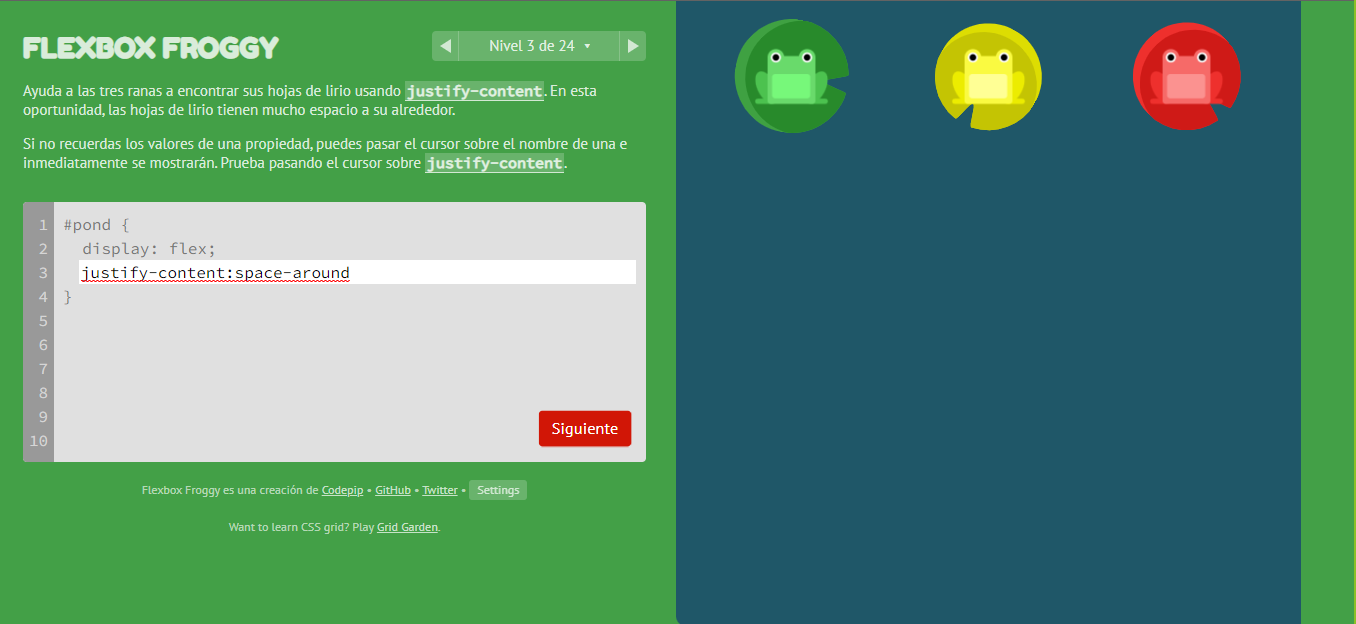 FLEXBOX FROGGY
Nivel 3 de 24
Ayuda a las tres ranas a encontrar sus hojas de lirio usando justify-content. En esta
oportunidad, las hojas de lirio tienen mucho espacio a su alrededor.
Si no recuerdas los valores de una propiedad, puedes pasar el cursor sobre el nombre de una e
inmediatamente se mostrarán. Prueba pasando el cursor sobre justify-content.
1 #pond {
2 display: flex;
3 justify-content:space-around
4 }
5
6
7
8
9
10
Siguiente
Flexbox Froggy es una creación de Codepip • GitHub • Twitter • Settings
Want to learn CSS grid? Play Grid Garden.